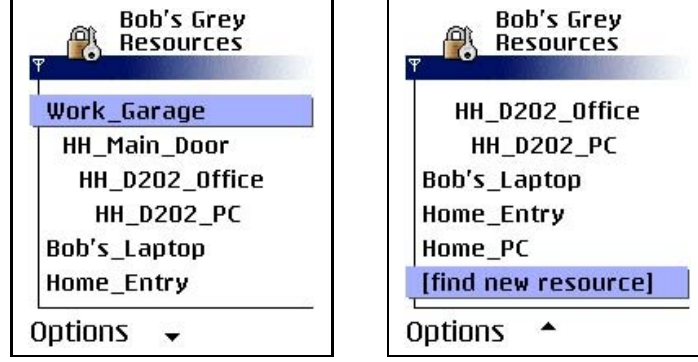 Bob's Grey
Resources
Work_Garage
HH_Main_Door
HH_D202_Office
HH_D202_PC
Bob's_Laptop
Home_Entry
Options
Bob's Grey
Resources
HH_D202_Office
HH_D202_PC
Bob's_Laptop
Home_Entry
Home_PC
[find new resource]
Options